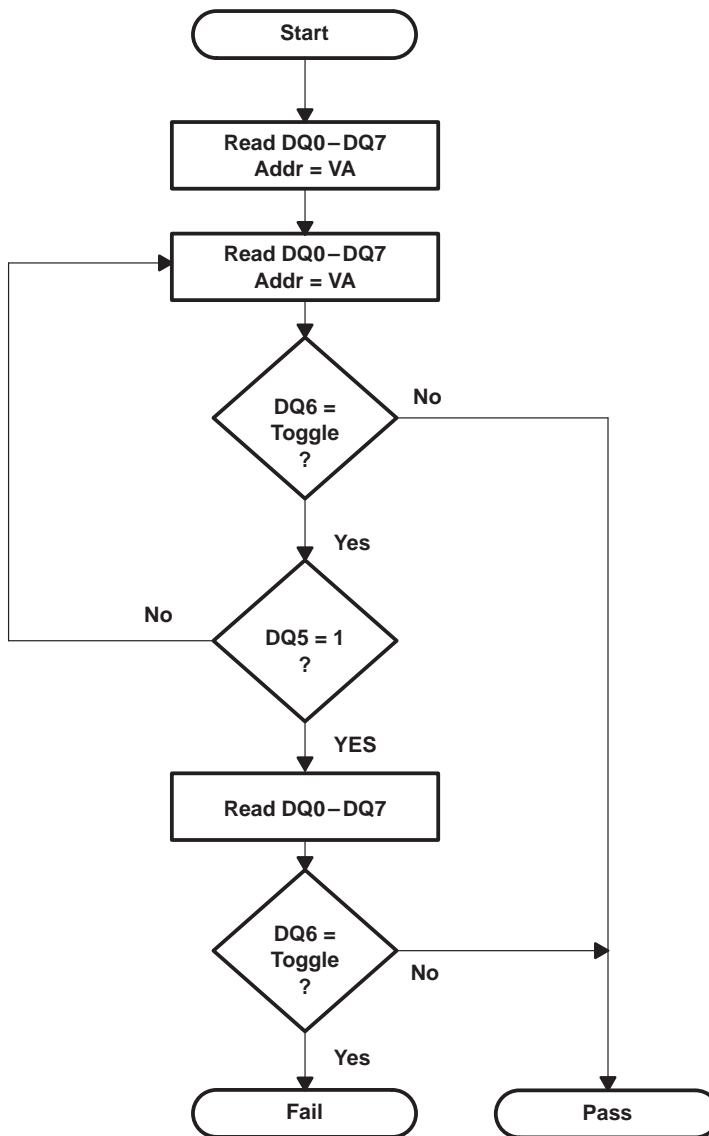 Start
Read DQ0–DQ7
Addr = VA
Read DQ0–DQ7
Addr = VA
DQ6 =
Toggle
?
No
Yes
DQ5 = 1
?
No
YES
Read DQ0–DQ7
DQ6 =
Toggle
?
No
Yes
Fail
Pass